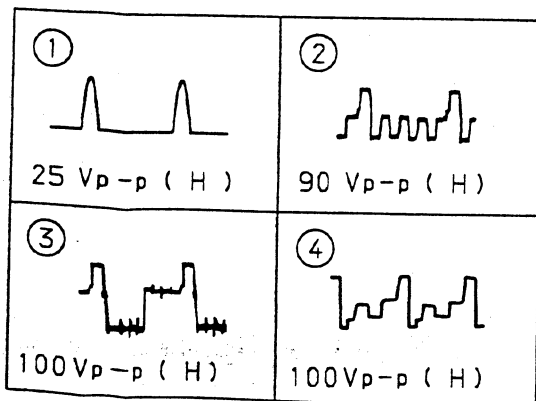 1
25 Vp-p ( H )
2
90 Vp-p ( H )
3
100Vp-p ( H )
4
100Vp-p ( H )